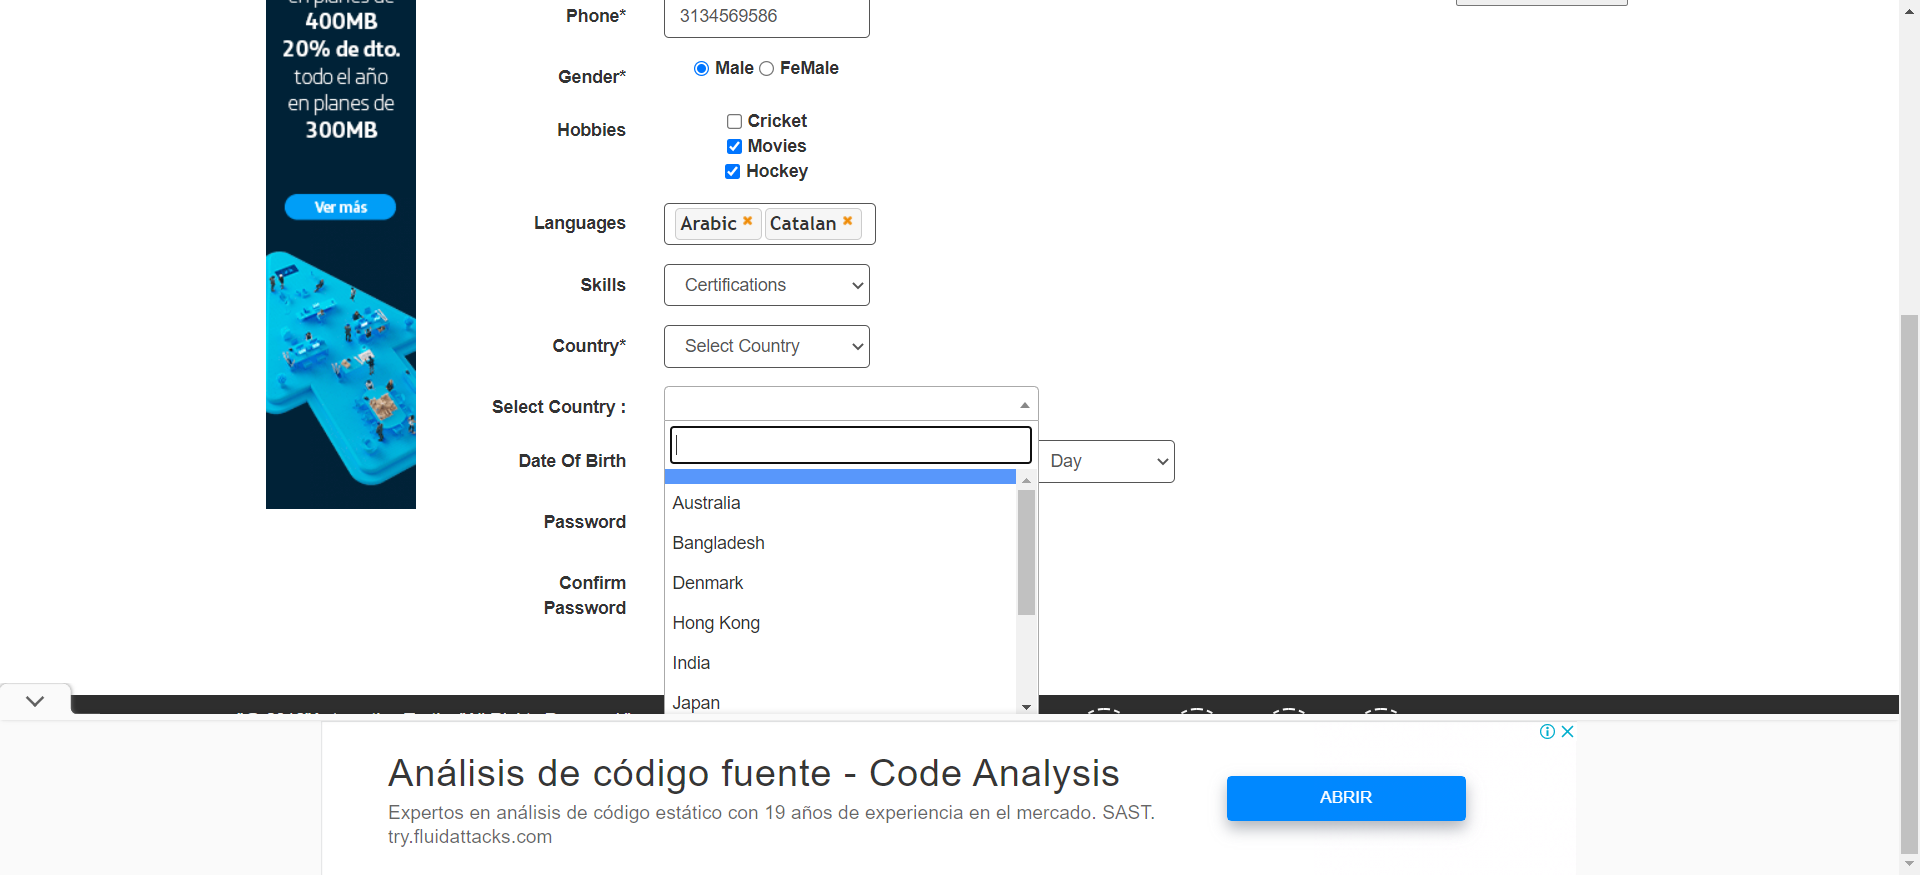 en planes de
400MB
20% de dto.
todo el año
en planes de
300MB
Ver más
Phone* 3134569586
Gender* Male FeMale
Hobbies
Cricket
Movies
Hockey
Languages Arabic Catalan
Skills Certifications
Country* Select Country
Select Country :
Date Of Birth Day
Australia
Password
Bangladesh
Denmark
Confirm
Password
Hong Kong
India
Japan
Análisis de código fuente - Code Analysis
Expertos en análisis de código estático con 19 años de experiencia en el mercado. SAST.
try.fluidattacks.com
ABRIR